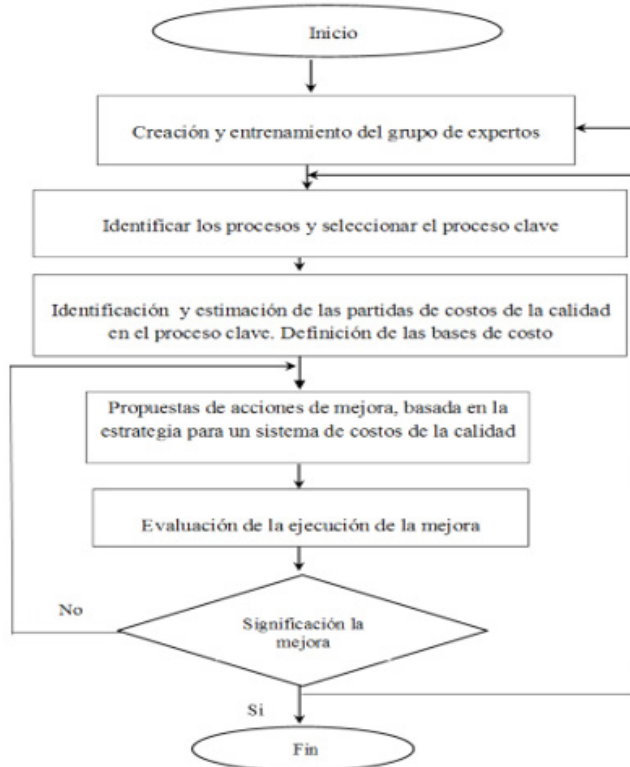 Inicio
Creación y entrenamiento del grupo de expertos
Identificar los procesos y seleccionar el proceso clave
Identificación y estimación de las partidas de costos de la calidad
en el proceso clave. Definición de las bases de costo
Propuestas de acciones de mejora, basada en la
estrategia para un sistema de costos de la calidad
Evaluación de la ejecución de la mejora
No
Significación la
mejora
Si
Fin